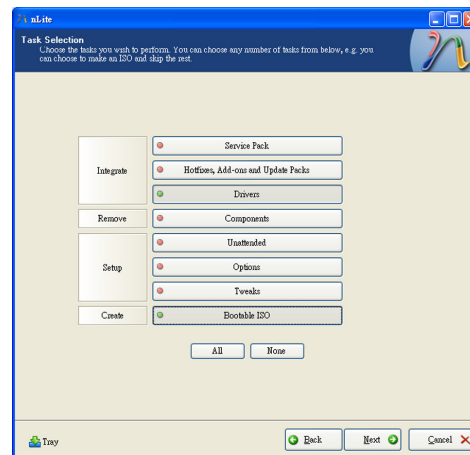 nLite
Task Selection
Choose the tasks you wish to perform. You can choose any number of tasks from below, e.g. you
can choose to make an ISO and skip the rest.
Integrate
Service Pack
Hotfixes, Add-ons and Update Packs
Drivers
Remove
Components
Setup
Unattended
Options
Tweaks
Create
Bootable ISO
All
None
Tray
Back
Next
Cancel